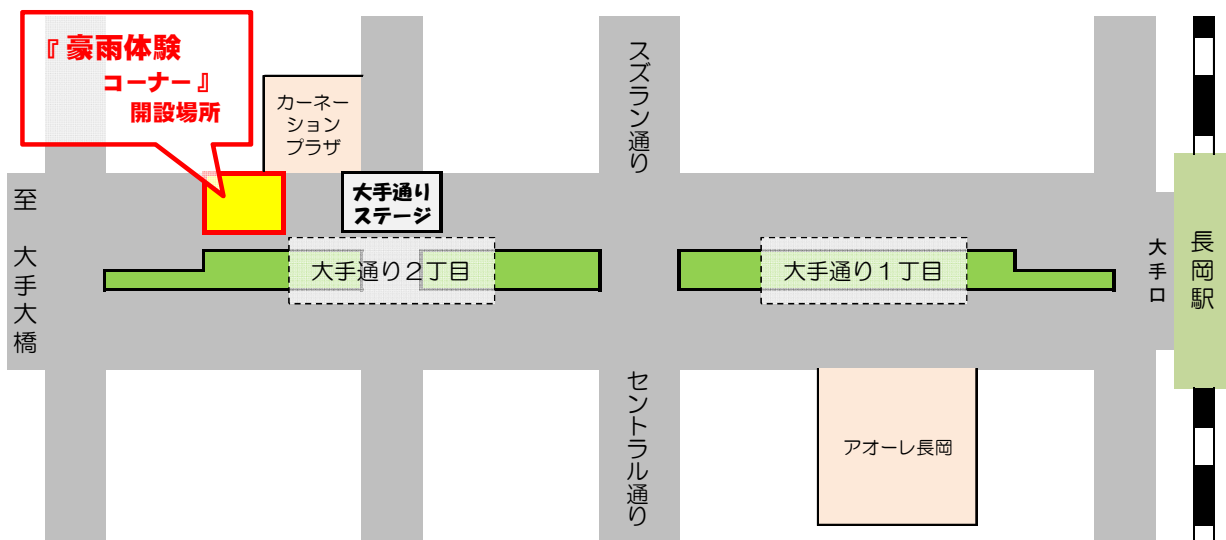 『豪雨体験
コーナー』
開設場所
カーネー
ション
プラザ
スズラン通り
至 大手大橋
大手通り
ステージ
大手通り２丁目
大手通り１丁目
大手口
長岡駅
セントラル通り
アオーレ長岡